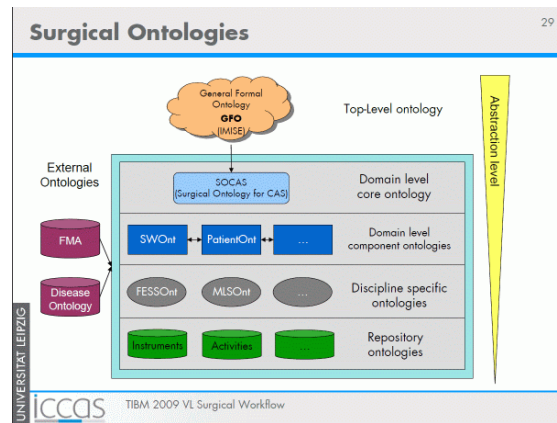 Surgical Ontologies
29
General Formal
Ontology
GFO
(IMISE)
Top-Level ontology
Abstraction level
External
Ontologies
SOCAS
(Surgical Ontology for CAS)
Domain level
core ontology
FMA
SWOnt
PatientOnt
...
Domain level
component ontologies
Disease
Ontology
FESSOnt
MLSOnt
...
Discipline specific
ontologies
Instruments
Activities
...
Repository
ontologies
UNIVERSITÄT LEIPZIG
iccas
TIBM 2009 VL Surgical Workflow